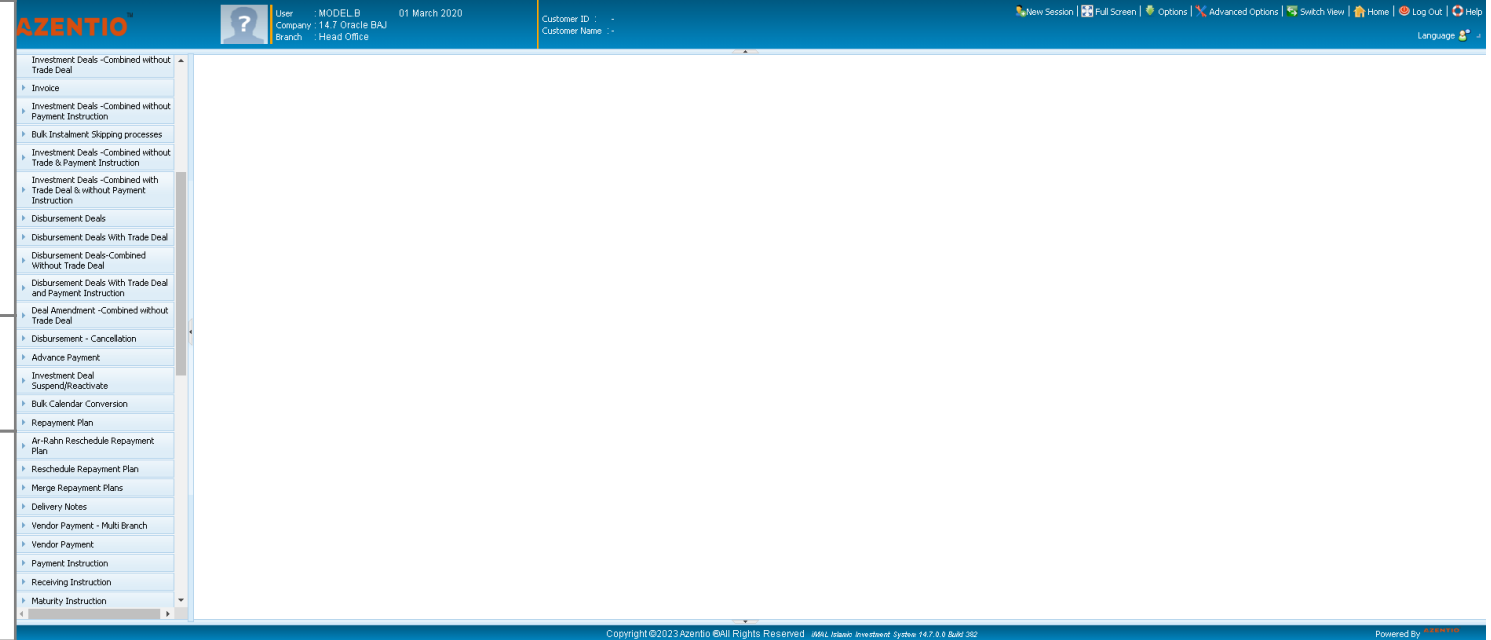 AZENTIO™
User : MODEL.B 01 March 2020
Company : 14.7 Oracle BAJ
Branch : Head Office
Customer ID : -
Customer Name : -
New Session | Full Screen | Options | Advanced Options | Switch View | Home | Log Out | Help
Language
Investment Deals -Combined without
Trade Deal
Invoice
Investment Deals -Combined without
Payment Instruction
Bulk Instalment Skipping processes
Investment Deals -Combined without
Trade & Payment Instruction
Investment Deals -Combined with
Trade Deal & without Payment
Instruction
Disbursement Deals
Disbursement Deals With Trade Deal
Disbursement Deals-Combined
Without Trade Deal
Disbursement Deals With Trade Deal
and Payment Instruction
Deal Amendment -Combined without
Trade Deal
Disbursement - Cancellation
Advance Payment
Investment Deal
Suspend/Reactivate
Bulk Calendar Conversion
Repayment Plan
Ar-Rahn Reschedule Repayment
Plan
Reschedule Repayment Plan
Merge Repayment Plans
Delivery Notes
Vendor Payment - Multi Branch
Vendor Payment
Payment Instruction
Receiving Instruction
Maturity Instruction
Copyright©2023 Azentio ®All Rights Reserved iMAL Islamic Investment System 14.7.0.0 Build 382
Powered By AZENTIO